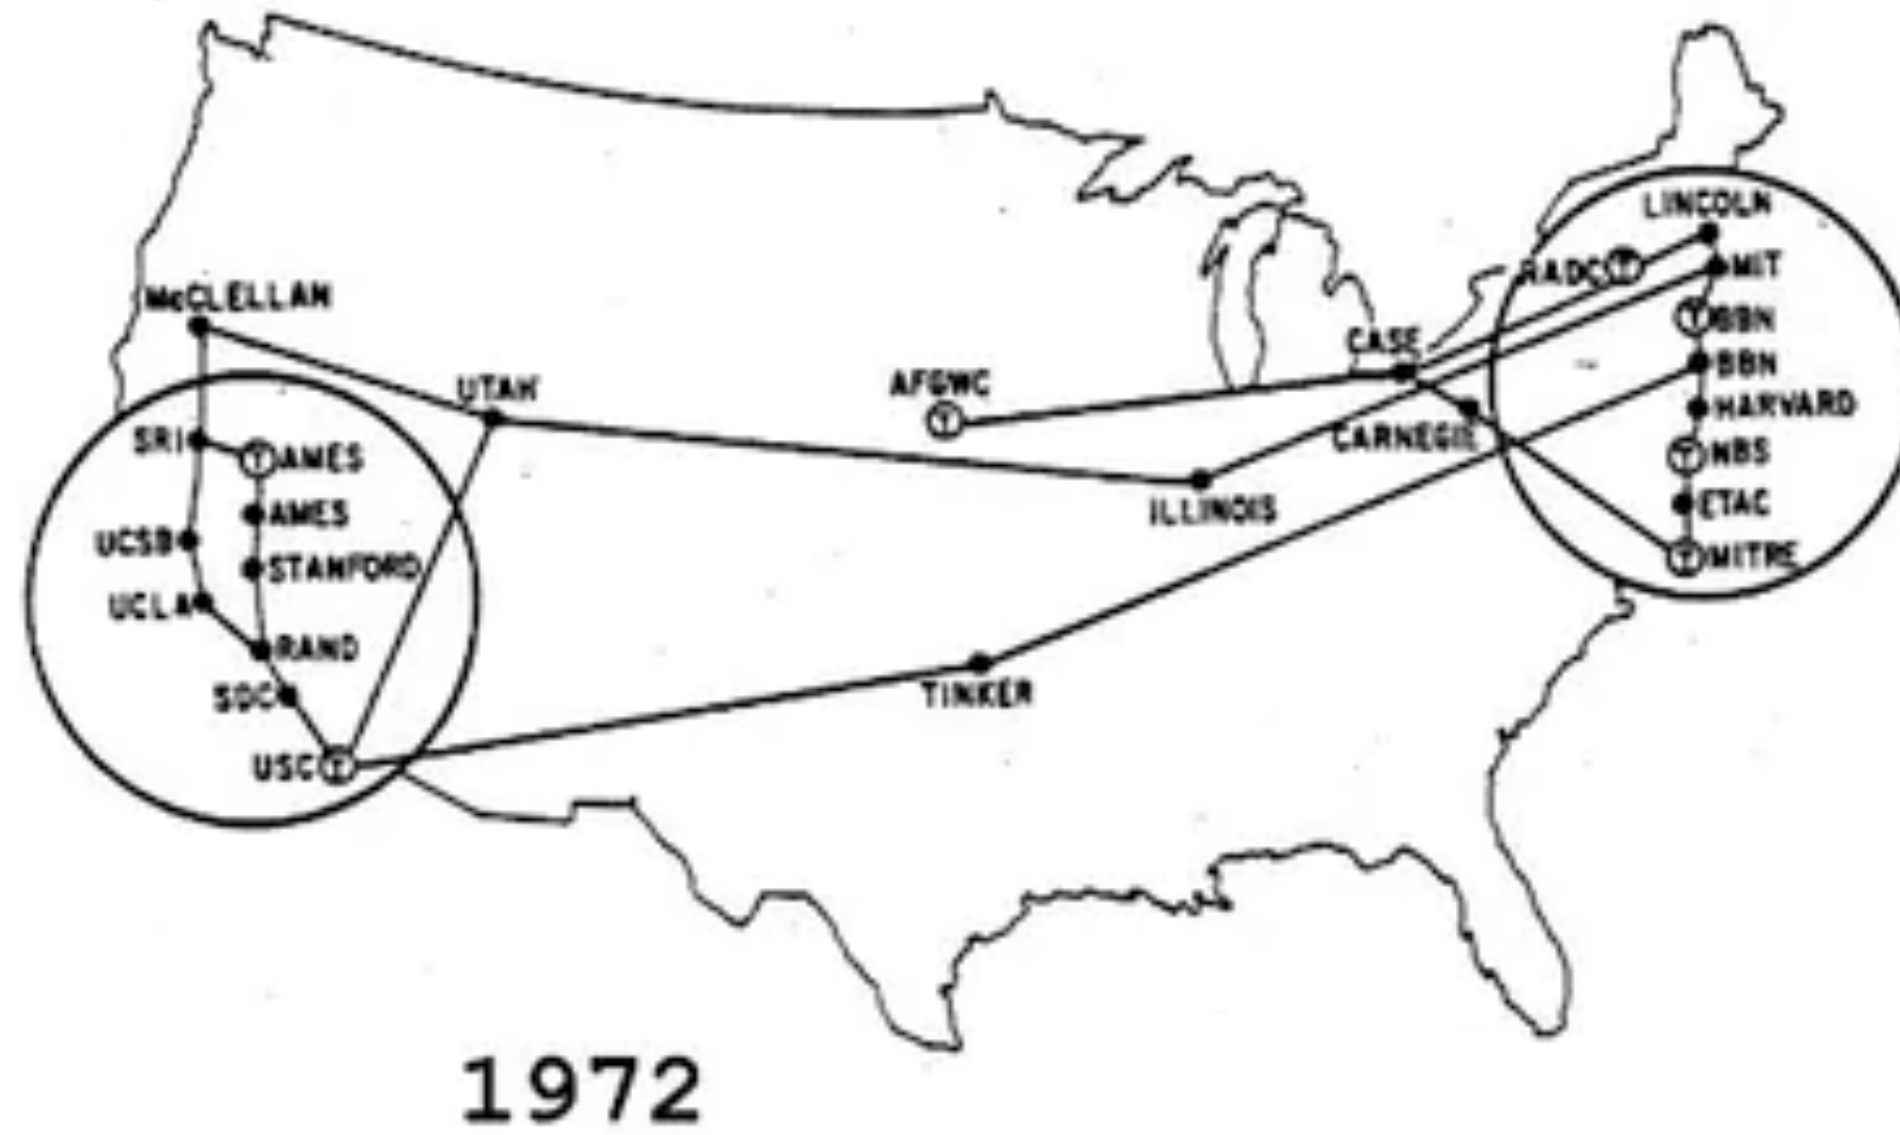 LINCOLN
RADC T
MIT
McCLELLAN
T BBN
CASE
BBN
UTAH
AFGWC
T
HARVARD
CARNEGIE
SRI
T AMES
T NBS
ILLINOIS
ETAC
AMES
UCSB
T MITRE
STANFORD
UCLA
RAND
SDC
TINKER
USC T
1972